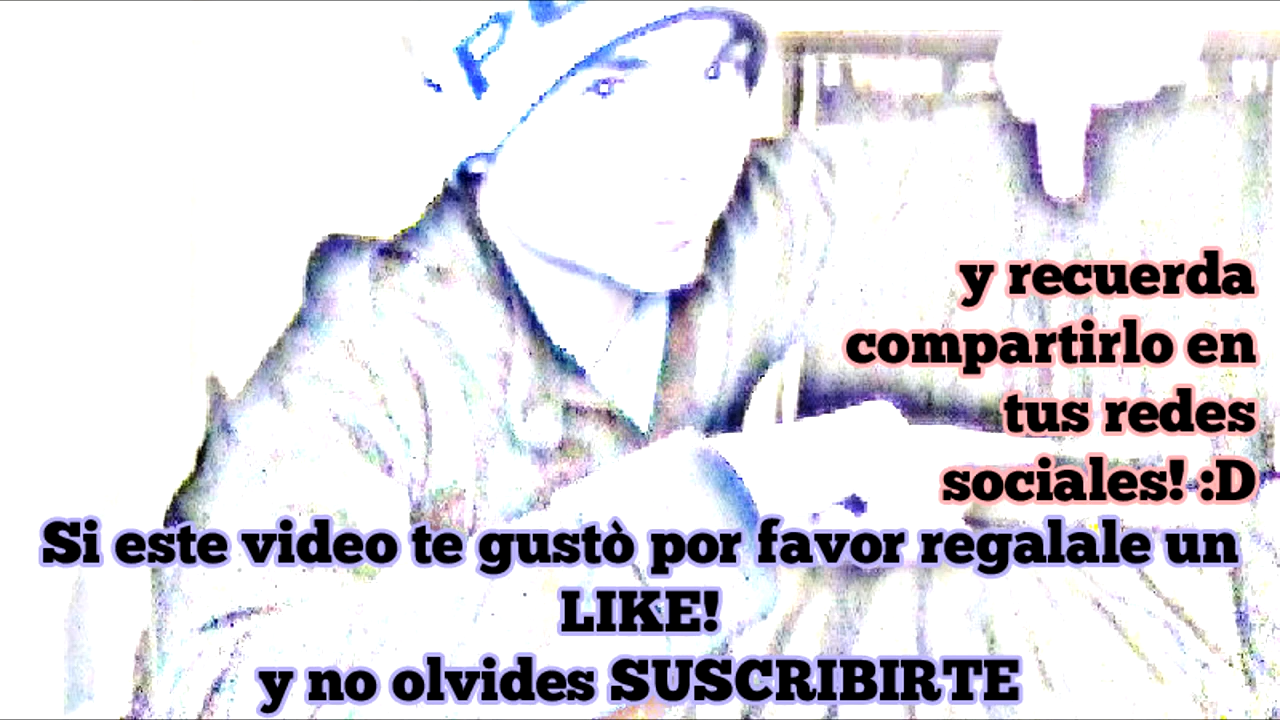 y recuerda
compartirlo en
tus redes
sociales! :D
Si este video te gustò por favor regalale un
LIKE!
y no olvides SUSCRIBIRTE